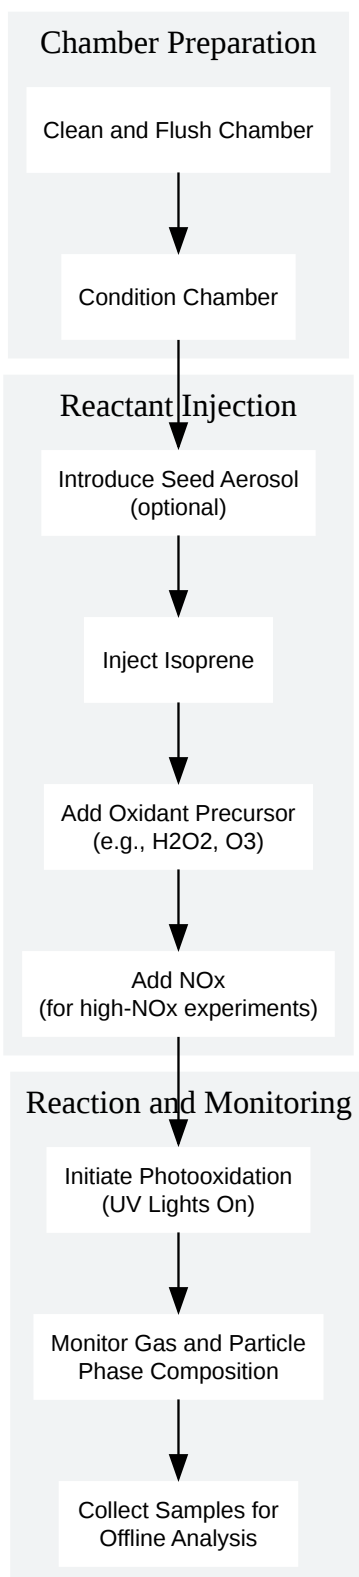 Chamber Preparation
Clean and Flush Chamber
Condition Chamber
Reactant Injection
Introduce Seed Aerosol
(optional)
Inject Isoprene
Add Oxidant Precursor
(e.g., H2O2, O3)
Add NOx
(for high-NOx experiments)
Reaction and Monitoring
Initiate Photooxidation
(UV Lights On)
Monitor Gas and Particle
Phase Composition
Collect Samples for
Offline Analysis